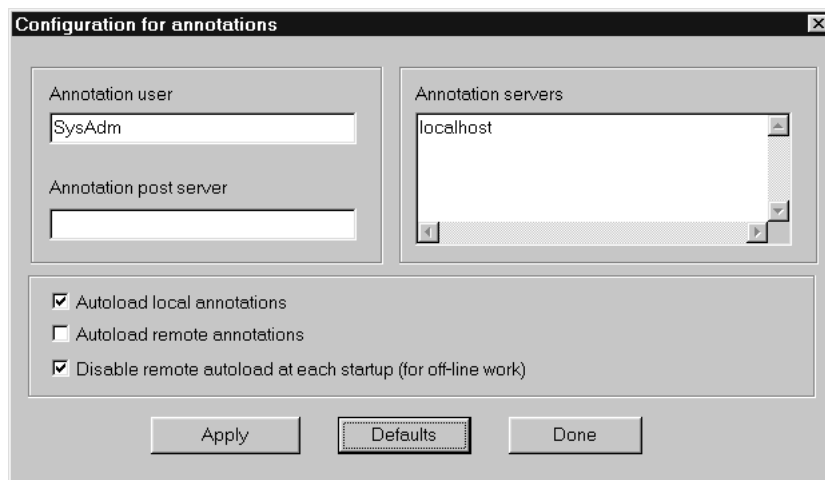 Configuration for annotations
Annotation user
SysAdm
Annotation post server
Annotation servers
localhost
Autoload local annotations
Autoload remote annotations
Disable remote autoload at each startup (for off-line work)
Apply
Defaults
Done